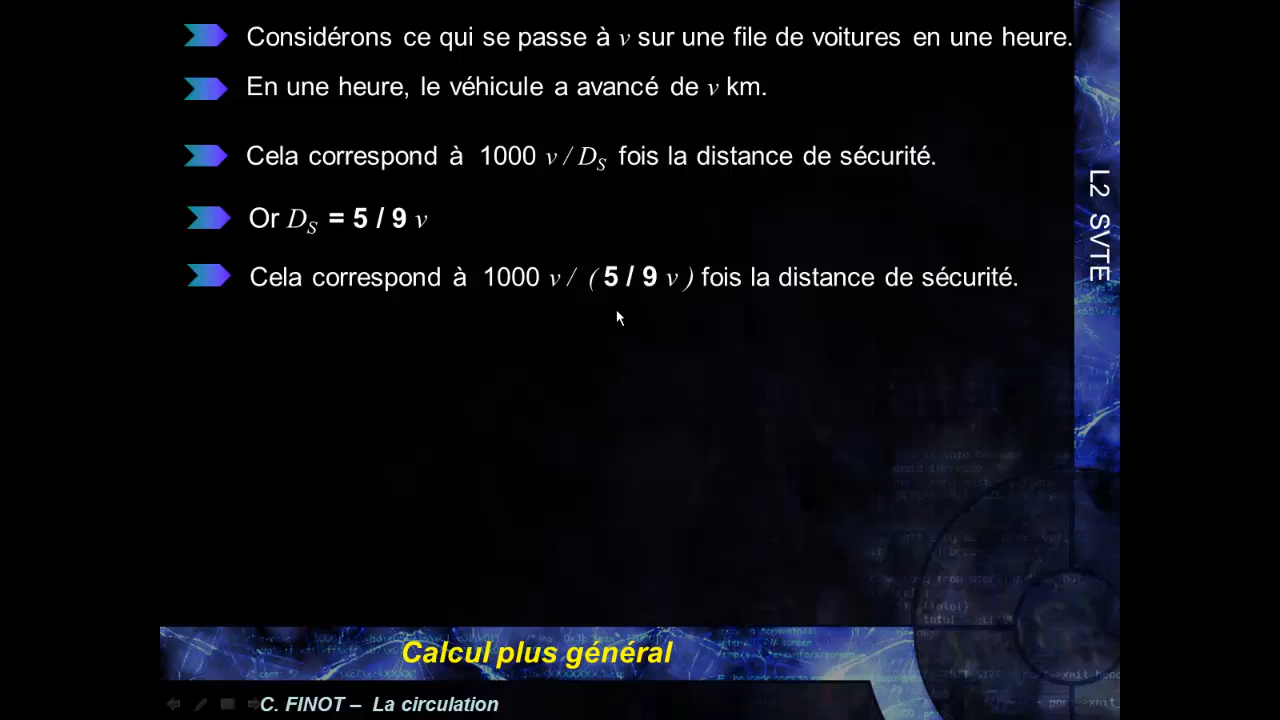 Considérons ce qui se passe à v sur une file de voitures en une heure.
En une heure, le véhicule a avancé de v km.
Cela correspond à 1000 v / D_S fois la distance de sécurité.
Or D_S = 5 / 9 v
Cela correspond à 1000 v / ( 5 / 9 v ) fois la distance de sécurité.
L2 SVTE
Calcul plus général
C. FINOT – La circulation